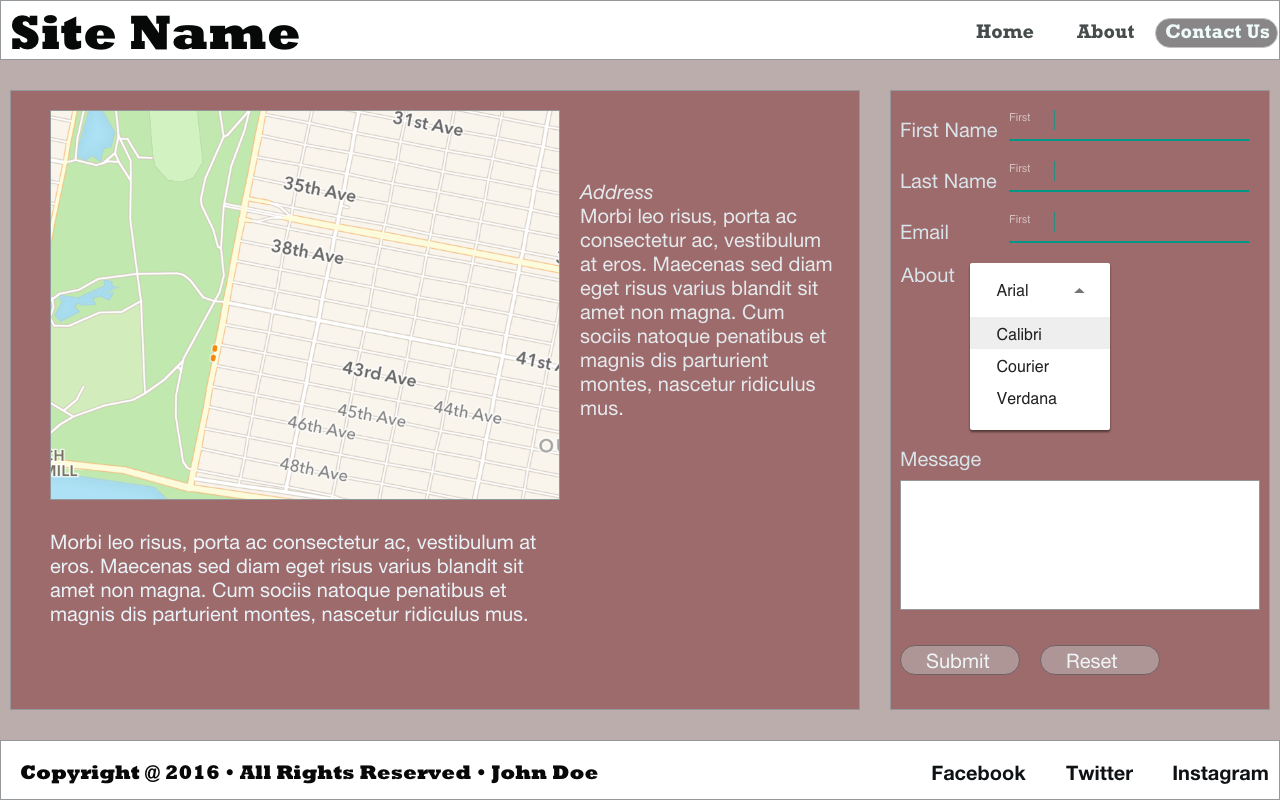 Site Name
Home
About
Contact Us
31st Ave
35th Ave
38th Ave
41st
43rd Ave
44th Ave
45th Ave
46th Ave
48th Ave
OU
CH
MILL
Address
Morbi leo risus, porta ac
consectetur ac, vestibulum
at eros. Maecenas sed diam
eget risus varius blandit sit
amet non magna. Cum
sociis natoque penatibus et
magnis dis parturient
montes, nascetur ridiculus
mus.
Morbi leo risus, porta ac consectetur ac, vestibulum at
eros. Maecenas sed diam eget risus varius blandit sit
amet non magna. Cum sociis natoque penatibus et
magnis dis parturient montes, nascetur ridiculus mus.
First Name
First
Last Name
First
Email
First
About
Arial
Calibri
Courier
Verdana
Message
Submit
Reset
Copyright @ 2016 • All Rights Reserved • John Doe
Facebook
Twitter
Instagram